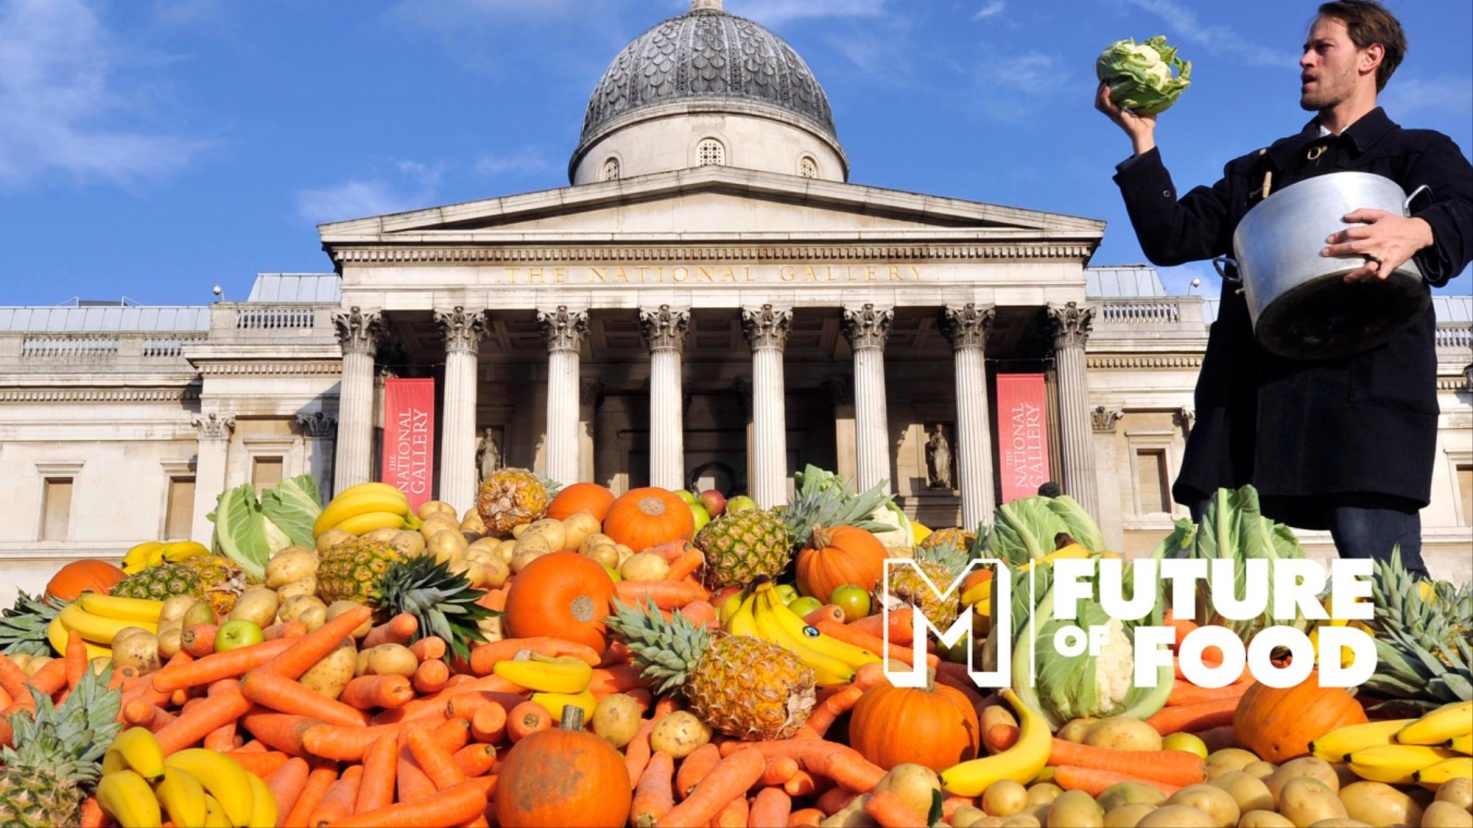 THE NATIONAL GALLERY
THE
NATIONAL
GALLERY
THE
NATIONAL
GALLERY
M
FUTURE
OF FOOD